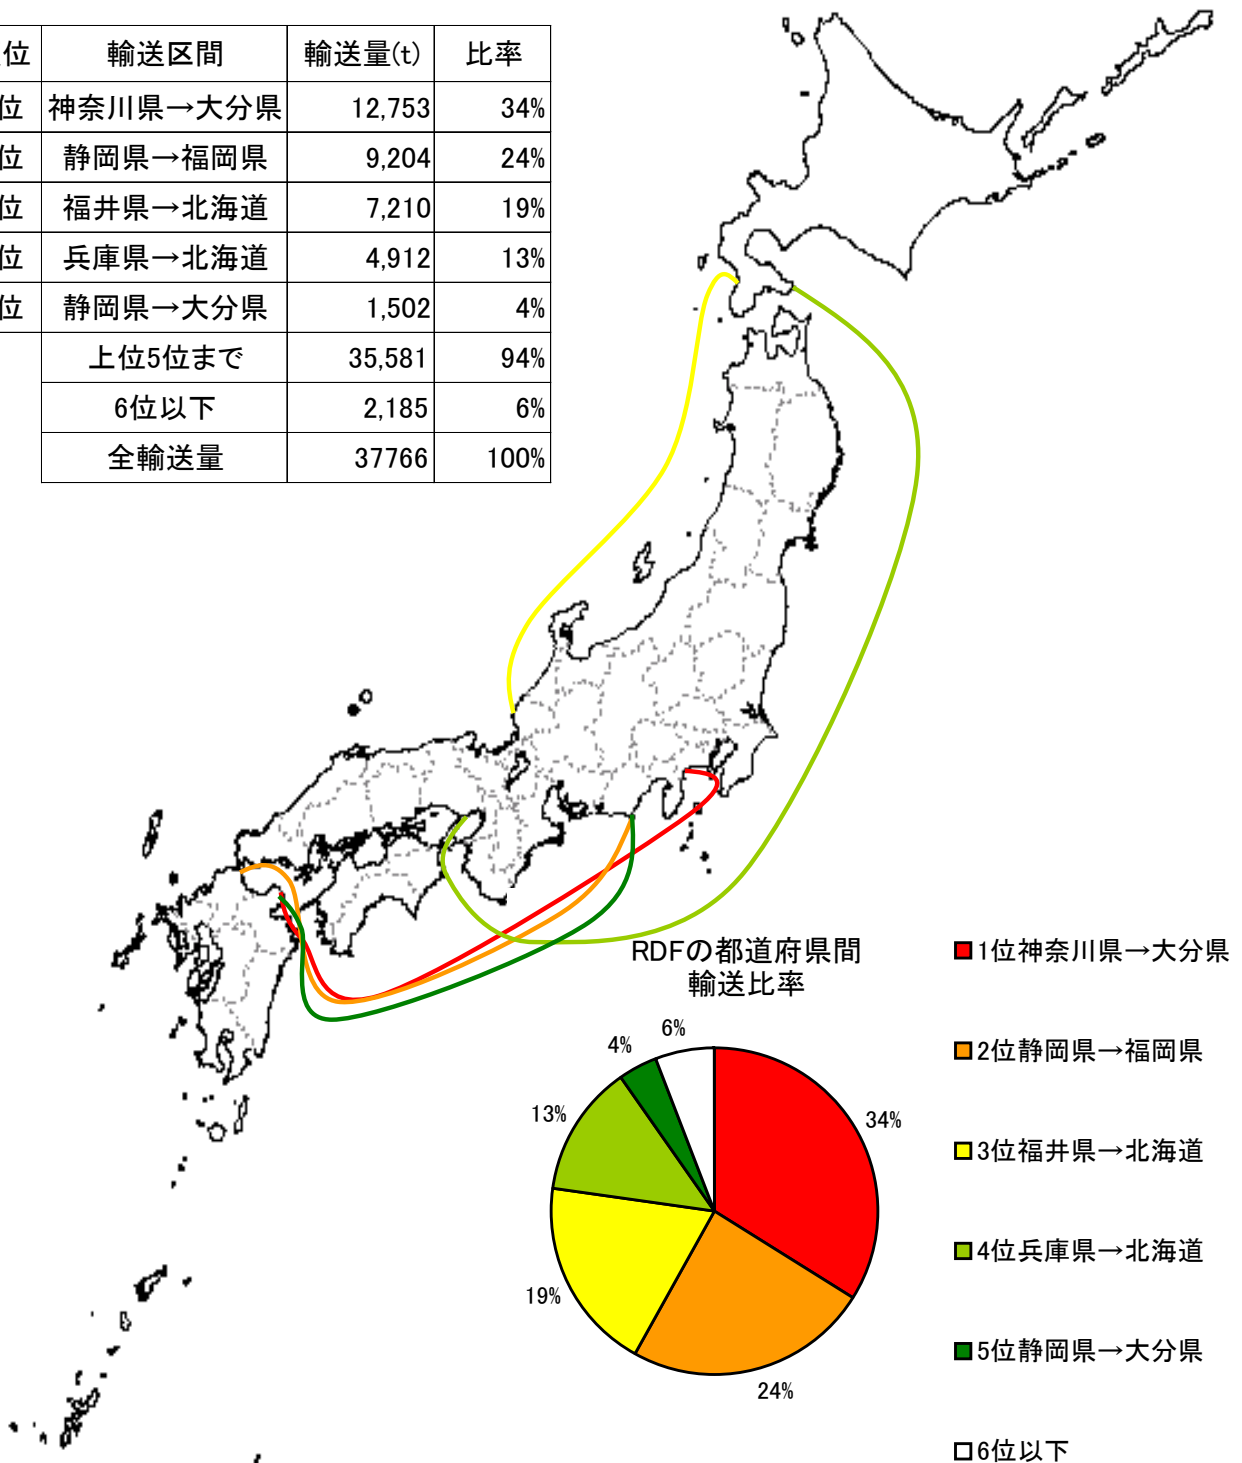 位 輸送区間 輸送量(t) 比率
位 神奈川県→大分県 12,753 34%
位 静岡県→福岡県 9,204 24%
位 福井県→北海道 7,210 19%
位 兵庫県→北海道 4,912 13%
位 静岡県→大分県 1,502 4%
上位5位まで 35,581 94%
6位以下 2,185 6%
全輸送量 37766 100%
RDFの都道府県間
輸送比率
6%
4%
13%
34%
19%
24%
1位神奈川県→大分県
2位静岡県→福岡県
3位福井県→北海道
4位兵庫県→北海道
5位静岡県→大分県
6位以下